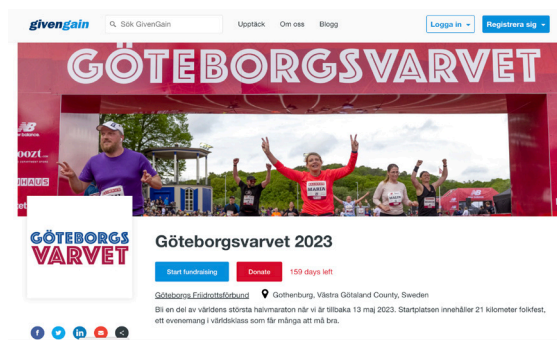 givengain
Sök GivenGain
Upptäck
Om oss
Blogg
Logga in
Registrera sig
GÖTEBORGSVARVET
MARIA
HAUS
GÖTEBORGS
VARVET
Göteborgsvarvet 2023
Start fundraising
Donate
159 days left
Göteborgs Friidrottsförbund
Gothenburg, Västra Götaland County, Sweden
Bli en del av världens största halvmaraton när vi är tillbaka 13 maj 2023. Startplatsen innehåller 21 kilometer folkfest,
ett evenemang i världsklass som får många att må bra.